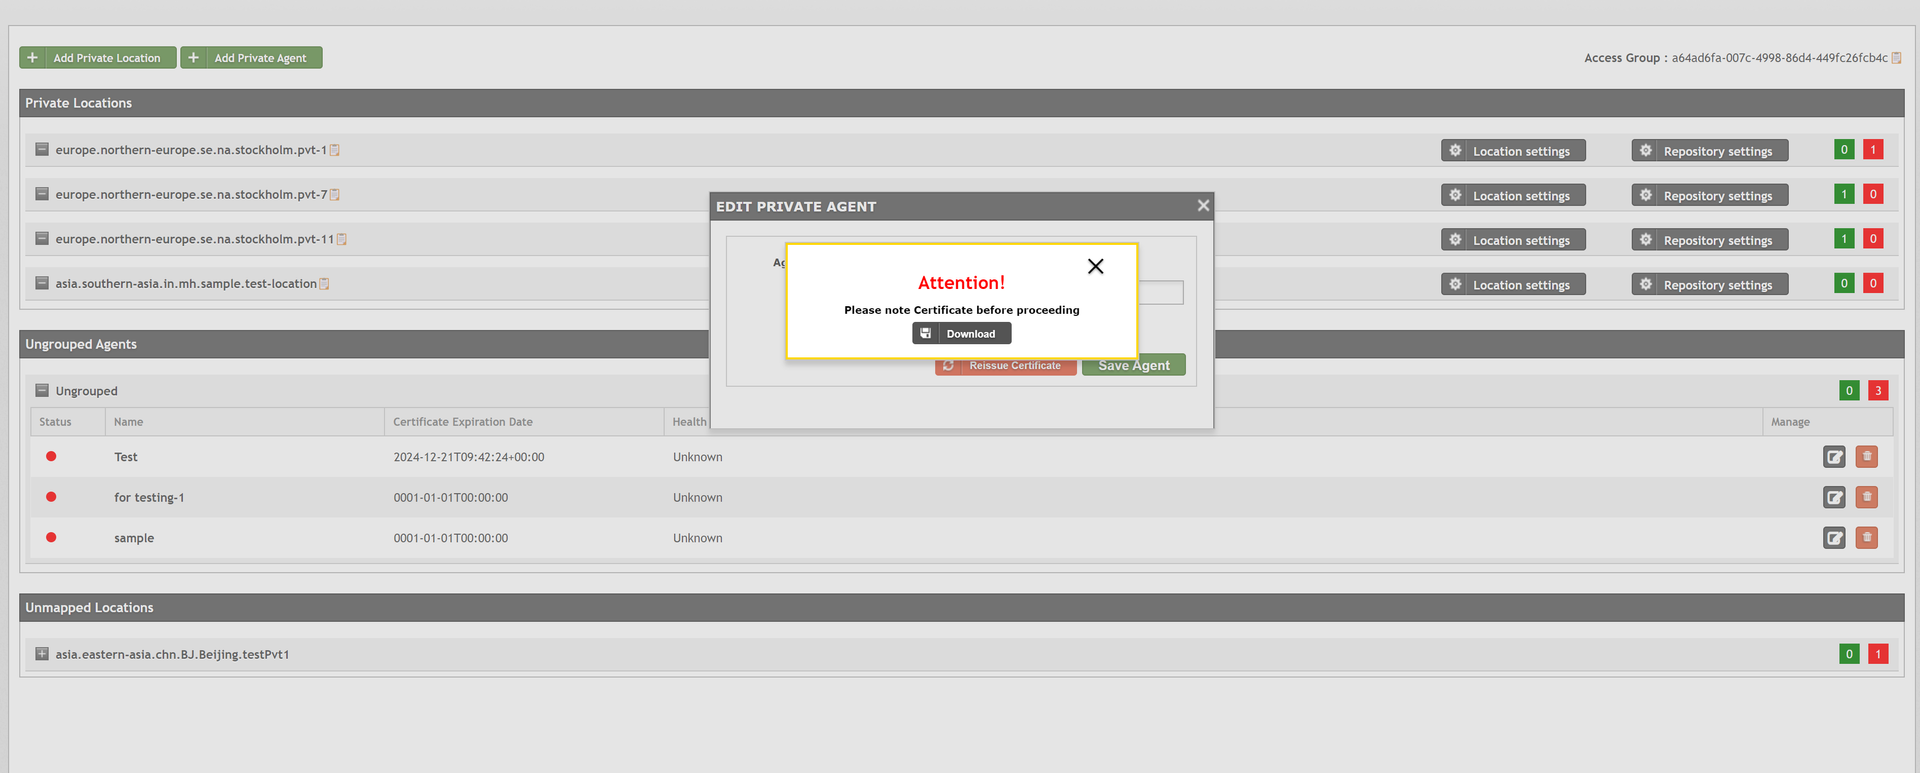 Add Private Location Add Private Agent Access Group : a64ad6fa-007c-4998-86d4-449fc26fcb4c
Private Locations
europe.northern-europe.se.na.stockholm.pvt-1 Location settings Repository settings 0 1
europe.northern-europe.se.na.stockholm.pvt-7 Location settings Repository settings 1 0
europe.northern-europe.se.na.stockholm.pvt-11 Location settings Repository settings 1 0
asia.southern-asia.in.mh.sample.test-location Location settings Repository settings 0 0
EDIT PRIVATE AGENT
Attention!
Please note Certificate before proceeding
Download
Reissue Certificate Save Agent
Ungrouped Agents
Ungrouped 0 3
Status Name Certificate Expiration Date Health Manage
Test 2024-12-21T09:42:24+00:00 Unknown
for testing-1 0001-01-01T00:00:00 Unknown
sample 0001-01-01T00:00:00 Unknown
Unmapped Locations
asia.eastern-asia.chn.BJ.Beijing.testPvt1 0 1